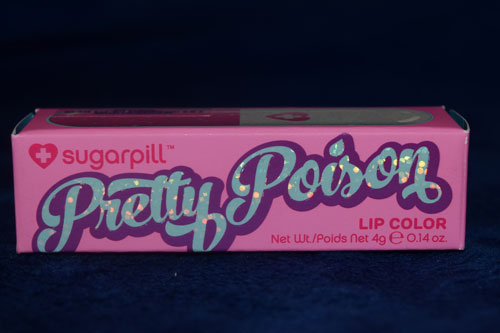 sugarpill™
Pretty Poison
LIP COLOR
Net Wt./Poids Net 4g ℮ 0.14 oz.